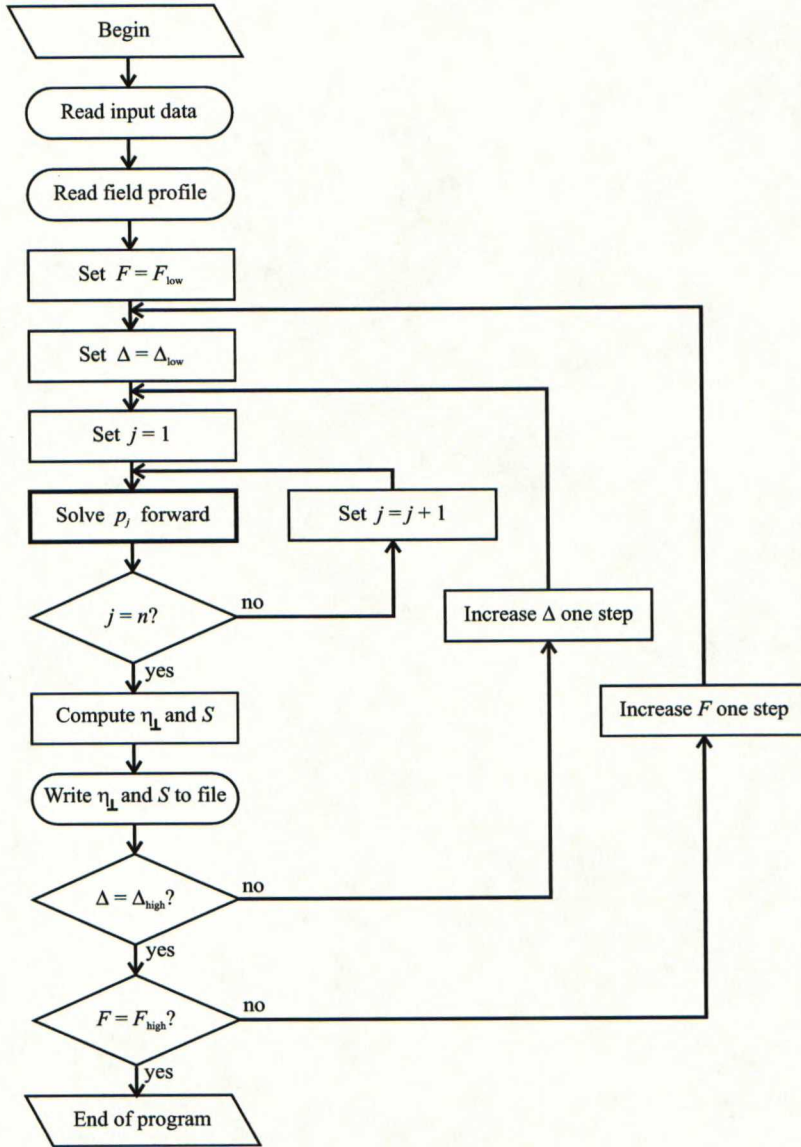 Begin
Read input data
Read field profile
Set F = F_low
Set Δ = Δ_low
Set j = 1
Solve p_j forward
Set j = j + 1
j = n?
no
yes
Increase Δ one step
Compute η_⊥ and S
Increase F one step
Write η_⊥ and S to file
Δ = Δ_high?
no
yes
F = F_high?
no
yes
End of program